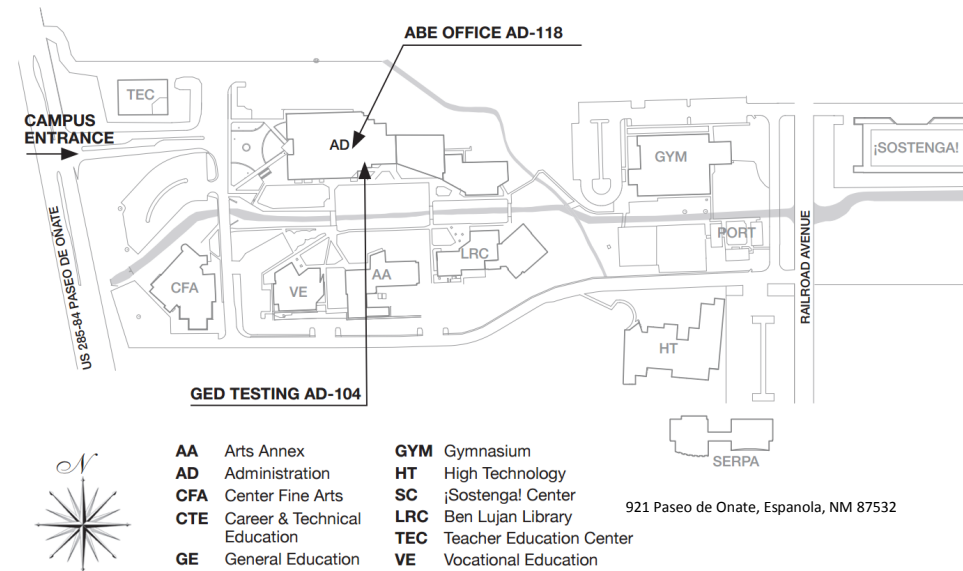 ABE OFFICE AD-118
TEC
CAMPUS
ENTRANCE
AD
GYM
¡SOSTENGA!
US 285-84 PASEO DE OÑATE
PORT
RAILROAD AVENUE
LRC
AA
CFA
VE
HT
GED TESTING AD-104
SERPA
N
AA Arts Annex
AD Administration
CFA Center Fine Arts
CTE Career & Technical
Education
GE General Education
GYM Gymnasium
HT High Technology
SC ¡Sostenga! Center
LRC Ben Lujan Library
TEC Teacher Education Center
VE Vocational Education
921 Paseo de Onate, Espanola, NM 87532